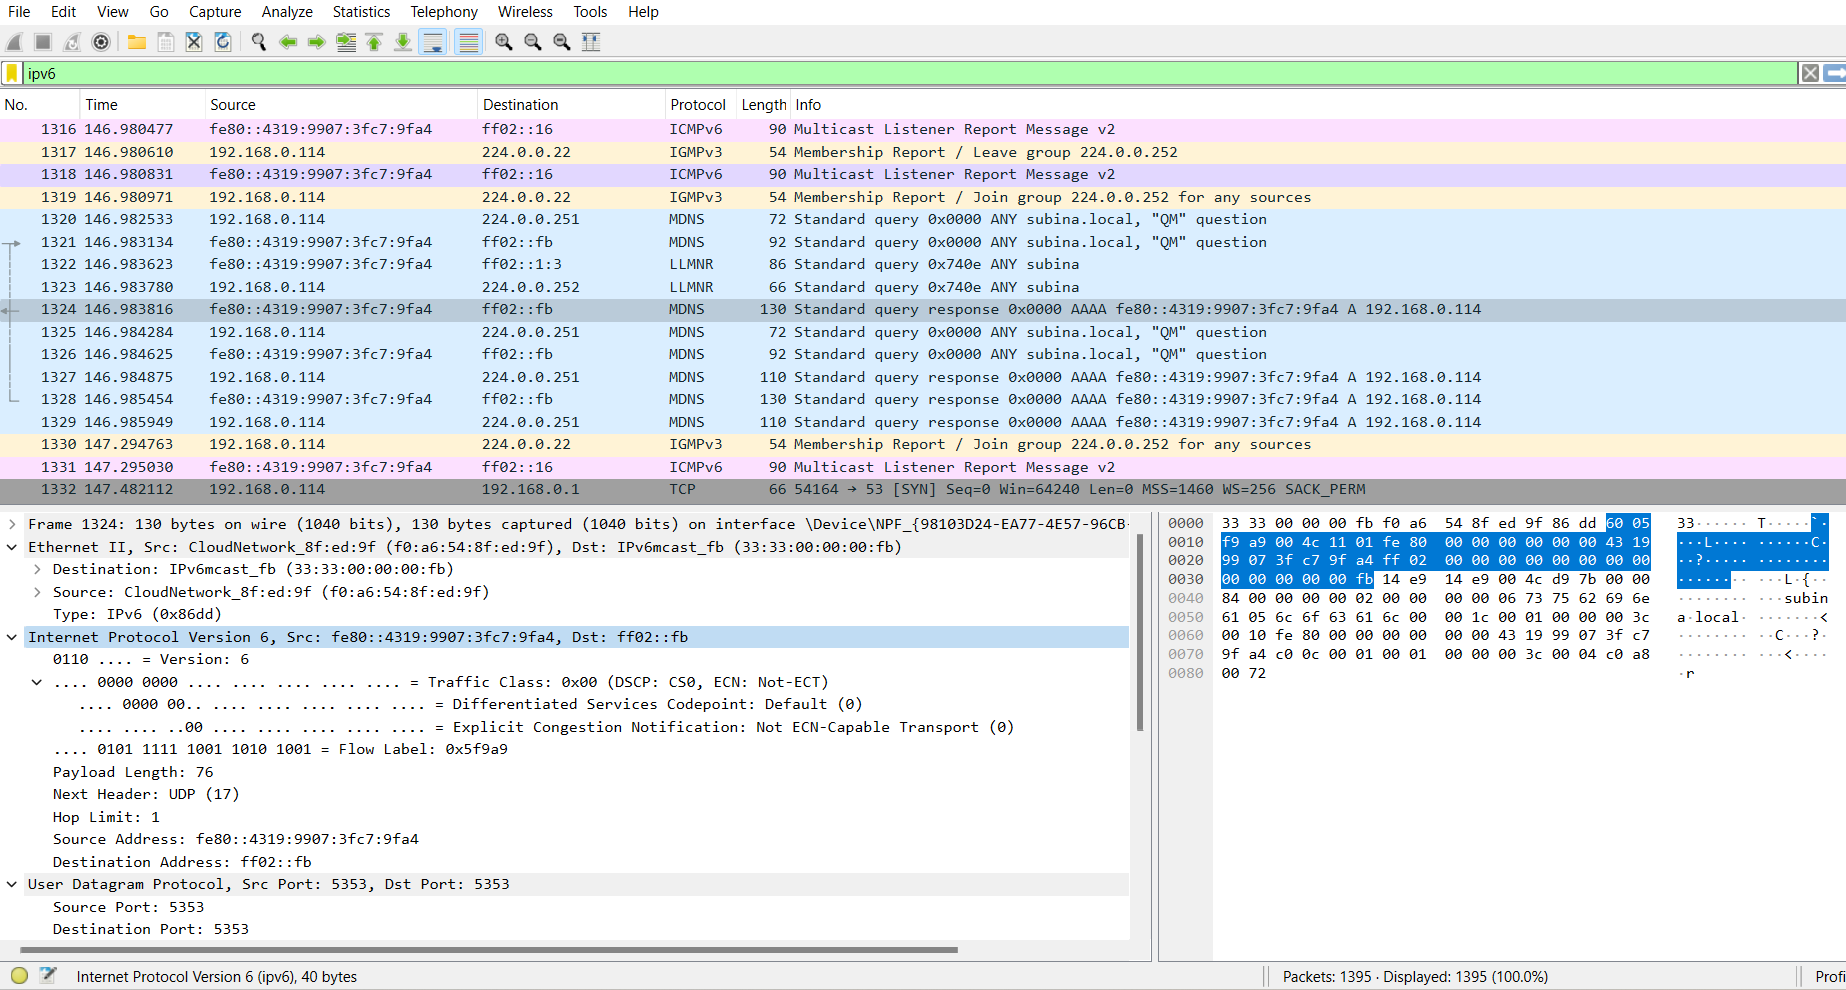 File Edit View Go Capture Analyze Statistics Telephony Wireless Tools Help
ipv6
No. Time Source Destination Protocol Length Info
1316 146.980477 fe80::4319:9907:3fc7:9fa4 ff02::16 ICMPv6 90 Multicast Listener Report Message v2
1317 146.980610 192.168.0.114 224.0.0.22 IGMPv3 54 Membership Report / Leave group 224.0.0.252
1318 146.980831 fe80::4319:9907:3fc7:9fa4 ff02::16 ICMPv6 90 Multicast Listener Report Message v2
1319 146.980971 192.168.0.114 224.0.0.22 IGMPv3 54 Membership Report / Join group 224.0.0.252 for any sources
1320 146.982533 192.168.0.114 224.0.0.251 MDNS 72 Standard query 0x0000 ANY subina.local, "QM" question
1321 146.983134 fe80::4319:9907:3fc7:9fa4 ff02::fb MDNS 92 Standard query 0x0000 ANY subina.local, "QM" question
1322 146.983623 fe80::4319:9907:3fc7:9fa4 ff02::1:3 LLMNR 86 Standard query 0x740e ANY subina
1323 146.983780 192.168.0.114 224.0.0.252 LLMNR 66 Standard query 0x740e ANY subina
1324 146.983816 fe80::4319:9907:3fc7:9fa4 ff02::fb MDNS 130 Standard query response 0x0000 AAAA fe80::4319:9907:3fc7:9fa4 A 192.168.0.114
1325 146.984284 192.168.0.114 224.0.0.251 MDNS 72 Standard query 0x0000 ANY subina.local, "QM" question
1326 146.984625 fe80::4319:9907:3fc7:9fa4 ff02::fb MDNS 92 Standard query 0x0000 ANY subina.local, "QM" question
1327 146.984875 192.168.0.114 224.0.0.251 MDNS 110 Standard query response 0x0000 AAAA fe80::4319:9907:3fc7:9fa4 A 192.168.0.114
1328 146.985454 fe80::4319:9907:3fc7:9fa4 ff02::fb MDNS 130 Standard query response 0x0000 AAAA fe80::4319:9907:3fc7:9fa4 A 192.168.0.114
1329 146.985949 192.168.0.114 224.0.0.251 MDNS 110 Standard query response 0x0000 AAAA fe80::4319:9907:3fc7:9fa4 A 192.168.0.114
1330 147.294763 192.168.0.114 224.0.0.22 IGMPv3 54 Membership Report / Join group 224.0.0.252 for any sources
1331 147.295030 fe80::4319:9907:3fc7:9fa4 ff02::16 ICMPv6 90 Multicast Listener Report Message v2
1332 147.482112 192.168.0.114 192.168.0.1 TCP 66 54164 → 53 [SYN] Seq=0 Win=64240 Len=0 MSS=1460 WS=256 SACK_PERM
Frame 1324: 130 bytes on wire (1040 bits), 130 bytes captured (1040 bits) on interface \Device\NPF_{98103D24-EA77-4E57-96CB-
Ethernet II, Src: CloudNetwork_8f:ed:9f (f0:a6:54:8f:ed:9f), Dst: IPv6mcast_fb (33:33:00:00:00:fb)
Destination: IPv6mcast_fb (33:33:00:00:00:fb)
Source: CloudNetwork_8f:ed:9f (f0:a6:54:8f:ed:9f)
Type: IPv6 (0x86dd)
Internet Protocol Version 6, Src: fe80::4319:9907:3fc7:9fa4, Dst: ff02::fb
0110 .... = Version: 6
.... 0000 0000 .... .... .... .... .... = Traffic Class: 0x00 (DSCP: CS0, ECN: Not-ECT)
.... 0000 00.. .... .... .... .... .... = Differentiated Services Codepoint: Default (0)
.... .... ..00 .... .... .... .... .... = Explicit Congestion Notification: Not ECN-Capable Transport (0)
.... 0101 1111 1001 1010 1001 = Flow Label: 0x5f9a9
Payload Length: 76
Next Header: UDP (17)
Hop Limit: 1
Source Address: fe80::4319:9907:3fc7:9fa4
Destination Address: ff02::fb
User Datagram Protocol, Src Port: 5353, Dst Port: 5353
Source Port: 5353
Destination Port: 5353
0000 33 33 00 00 00 fb f0 a6 54 8f ed 9f 86 dd 60 05 33······ T·····`·
0010 f9 a9 00 4c 11 01 fe 80 00 00 00 00 00 00 43 19 ···L···· ······C·
0020 99 07 3f c7 9f a4 ff 02 00 00 00 00 00 00 00 00 ··?····· ········
0030 00 00 00 00 00 fb 14 e9 14 e9 00 4c d9 7b 00 00 ········ ···L·{··
0040 84 00 00 00 00 02 00 00 00 00 06 73 75 62 69 6e ········ ···subin
0050 61 05 6c 6f 63 61 6c 00 00 1c 00 01 00 00 00 3c a·local· ·······<
0060 00 10 fe 80 00 00 00 00 00 00 43 19 99 07 3f c7 ········ ··C···?·
0070 9f a4 c0 0c 00 01 00 01 00 00 00 3c 00 04 c0 a8 ········ ···<····
0080 00 72 ·r
Internet Protocol Version 6 (ipv6), 40 bytes Packets: 1395 · Displayed: 1395 (100.0%) Profi